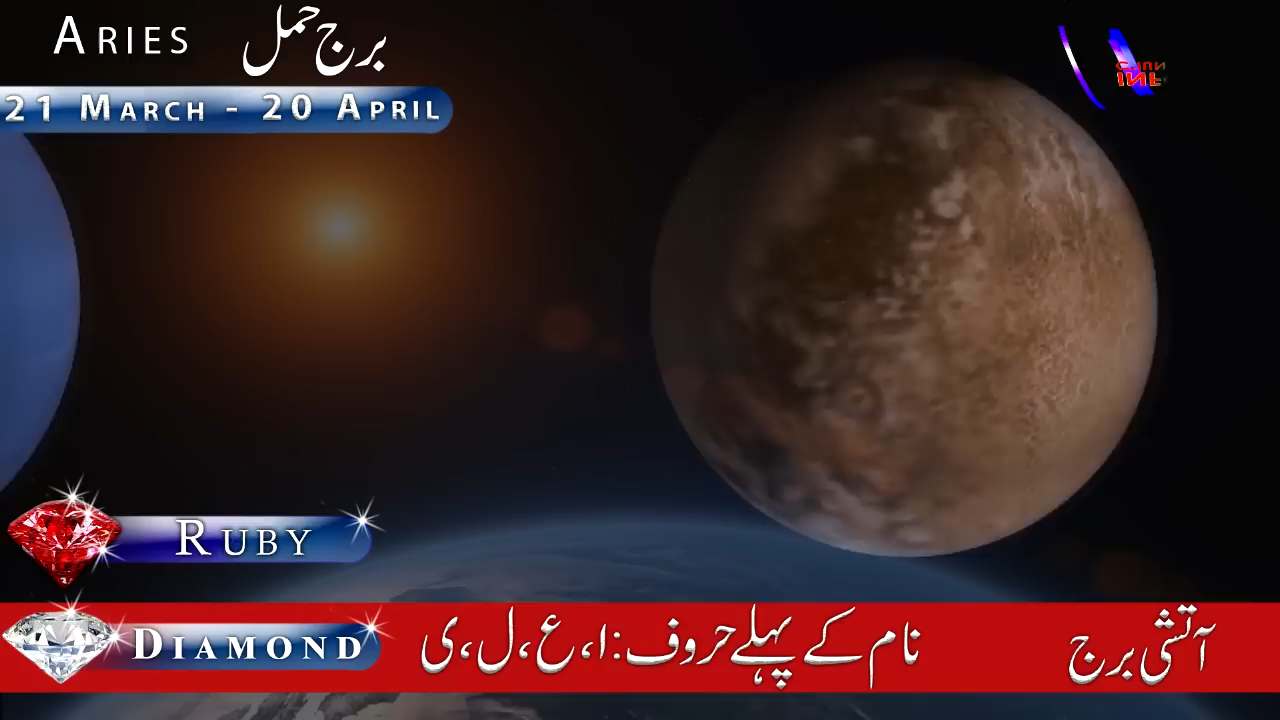 Aries برج حمل
21 March - 20 April
Ruby
Diamond
نام کے پہلے حروف: ا، ع، ل، ی
آتشی برج